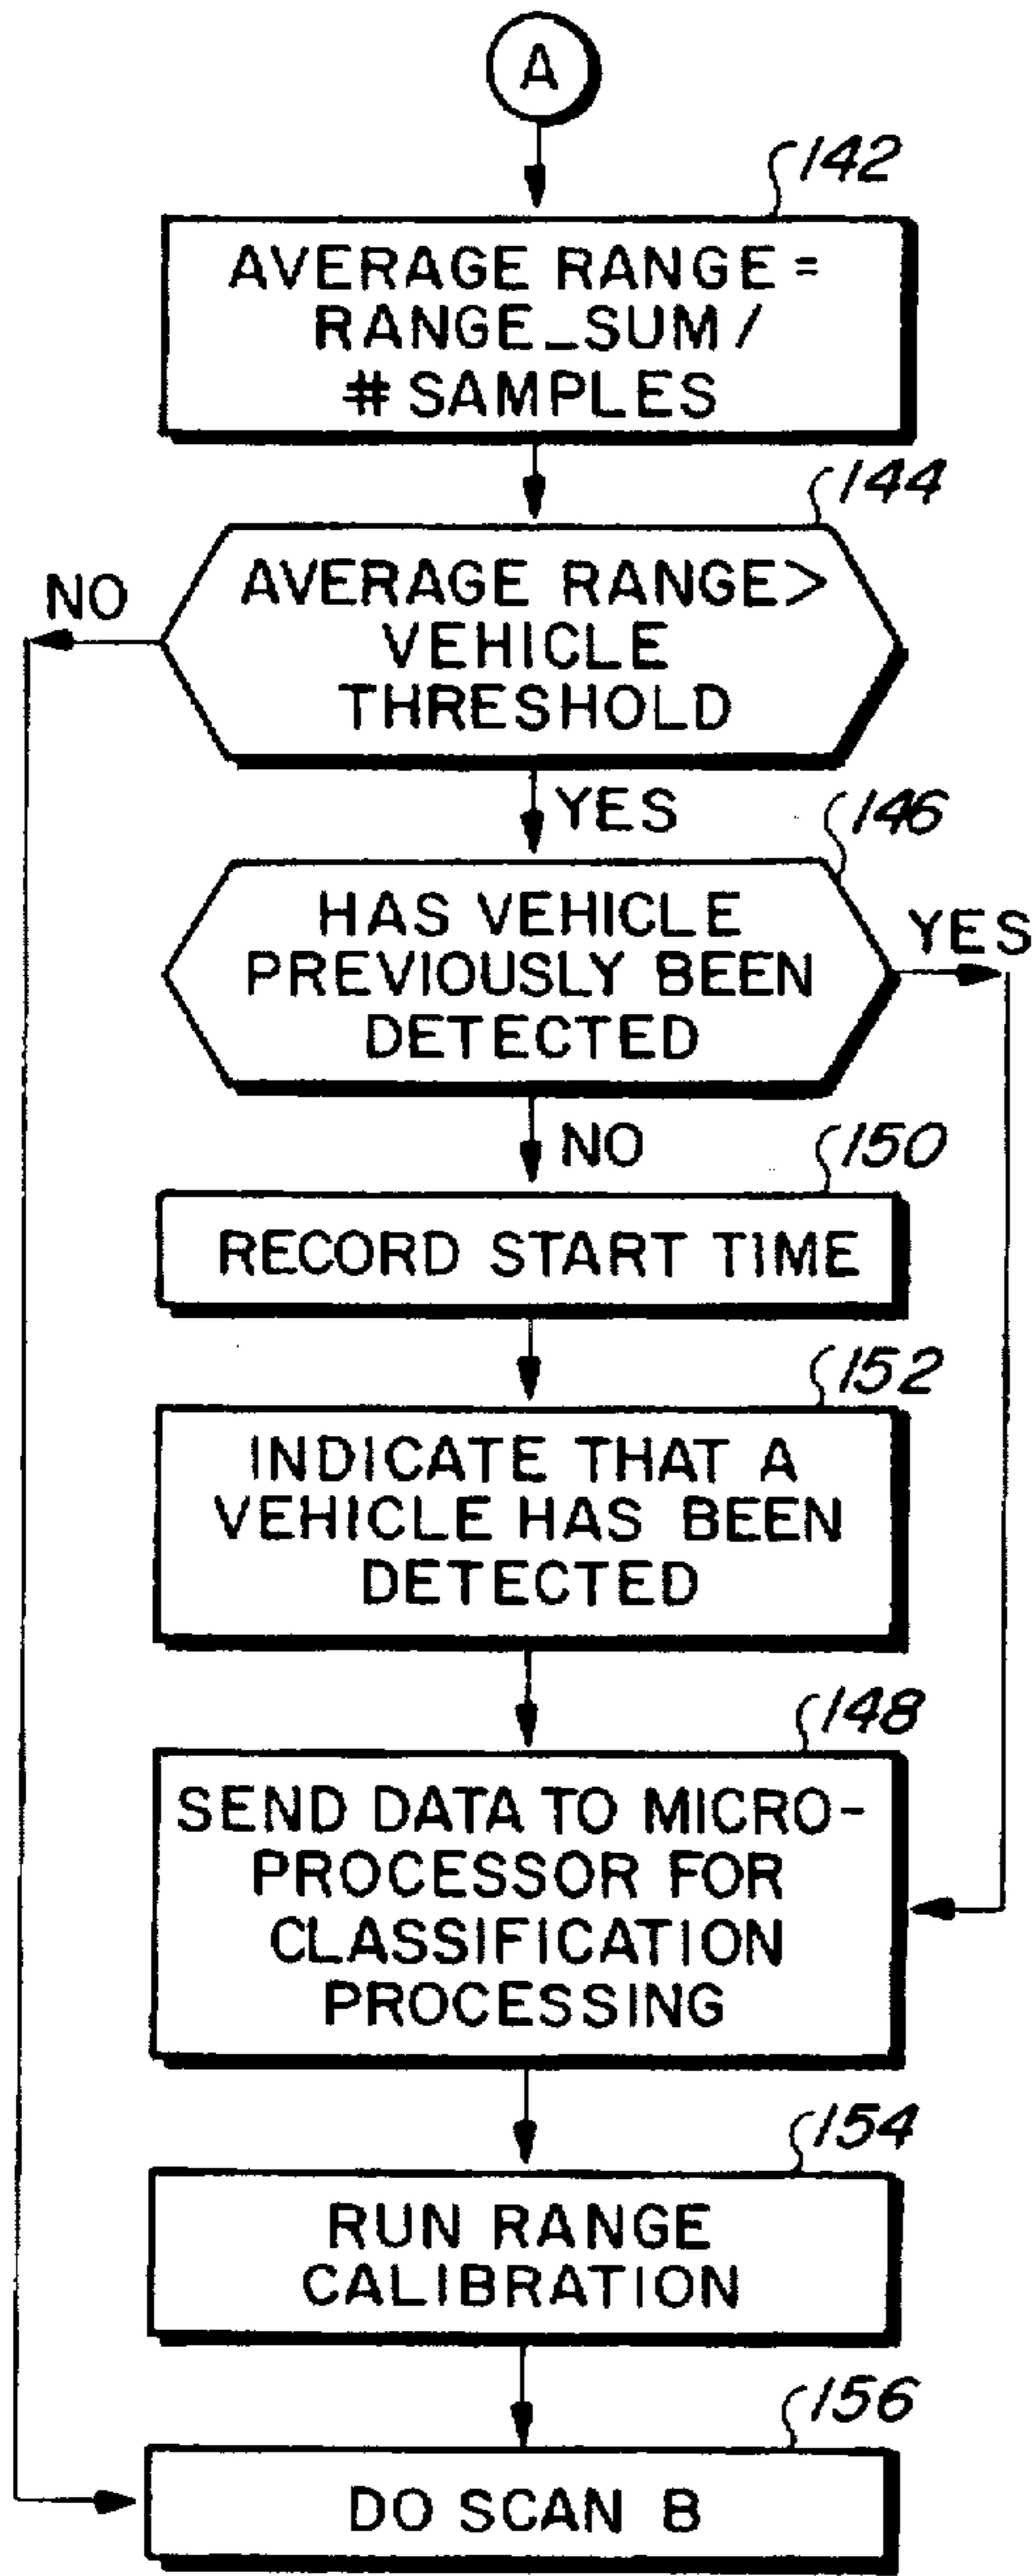 A
142
AVERAGE RANGE =
RANGE_SUM /
# SAMPLES
144
NO
AVERAGE RANGE>
VEHICLE
THRESHOLD
YES
146
HAS VEHICLE
PREVIOUSLY BEEN
DETECTED
YES
NO
150
RECORD START TIME
152
INDICATE THAT A
VEHICLE HAS BEEN
DETECTED
148
SEND DATA TO MICRO-
PROCESSOR FOR
CLASSIFICATION
PROCESSING
154
RUN RANGE
CALIBRATION
156
DO SCAN B